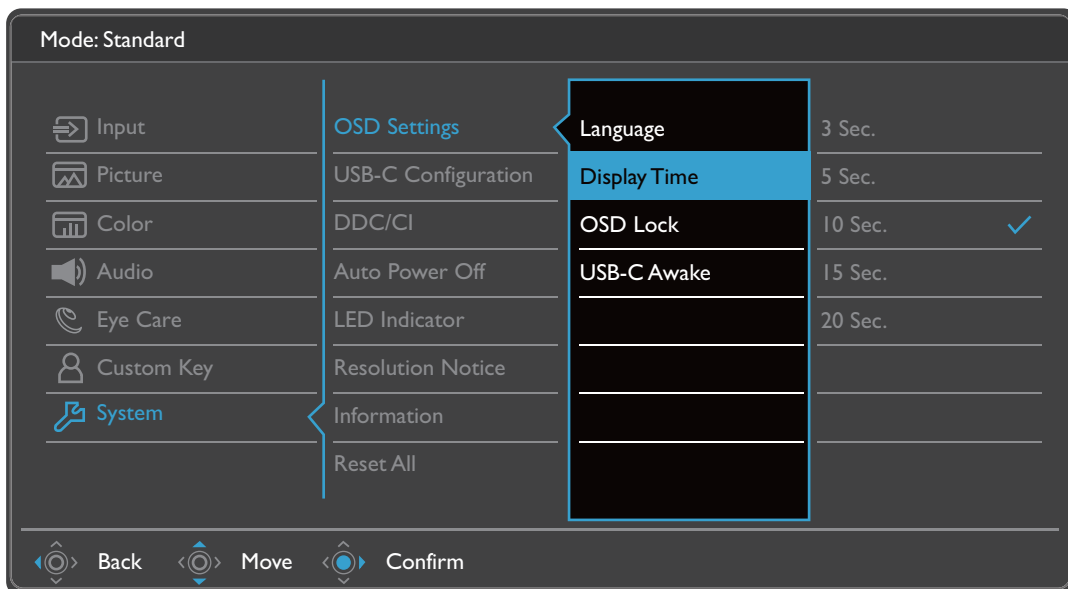 Mode: Standard
Input
Picture
Color
Audio
Eye Care
Custom Key
System
OSD Settings
USB-C Configuration
DDC/CI
Auto Power Off
LED Indicator
Resolution Notice
Information
Reset All
Language
Display Time
OSD Lock
USB-C Awake
3 Sec.
5 Sec.
10 Sec.
15 Sec.
20 Sec.
Back Move Confirm